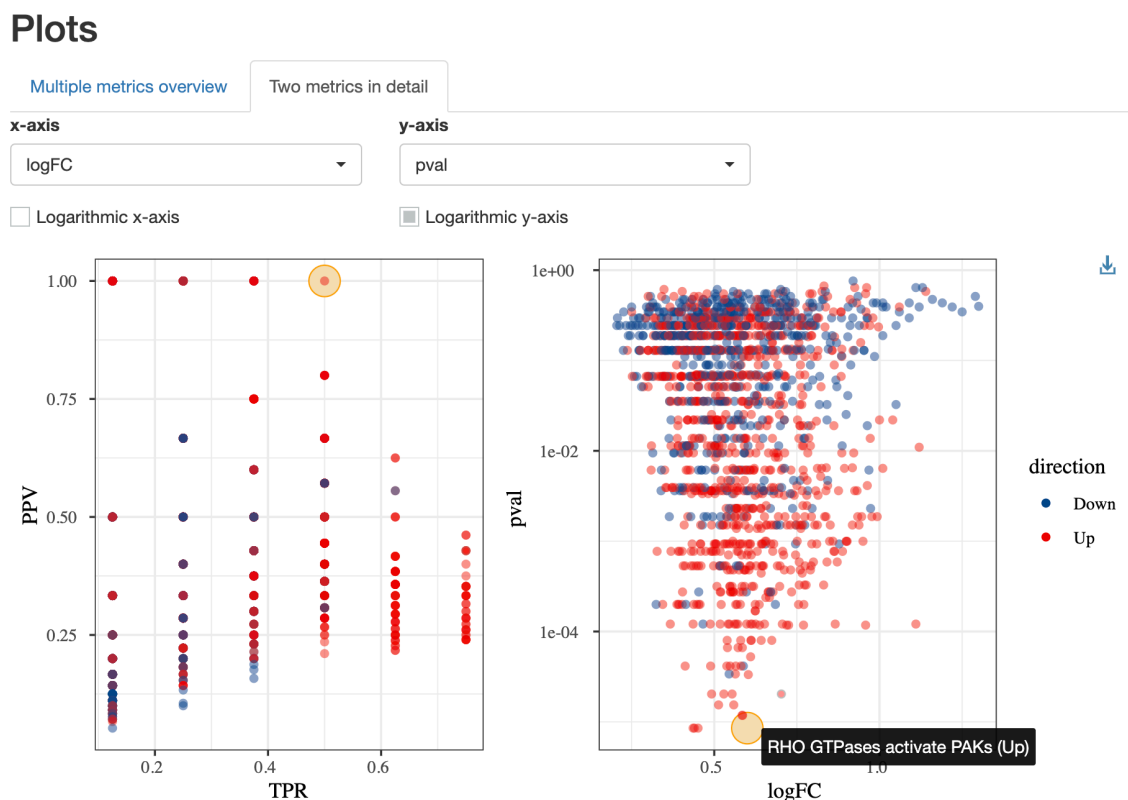 Plots
Multiple metrics overview
Two metrics in detail
x-axis
y-axis
logFC
pval
Logarithmic x-axis
Logarithmic y-axis
PPV
1.00
0.75
0.50
0.25
0.2
0.4
0.6
TPR
pval
1e+00
1e-02
1e-04
RHO GTPases activate PAKs (Up)
0.5
1.0
logFC
direction
Down
Up